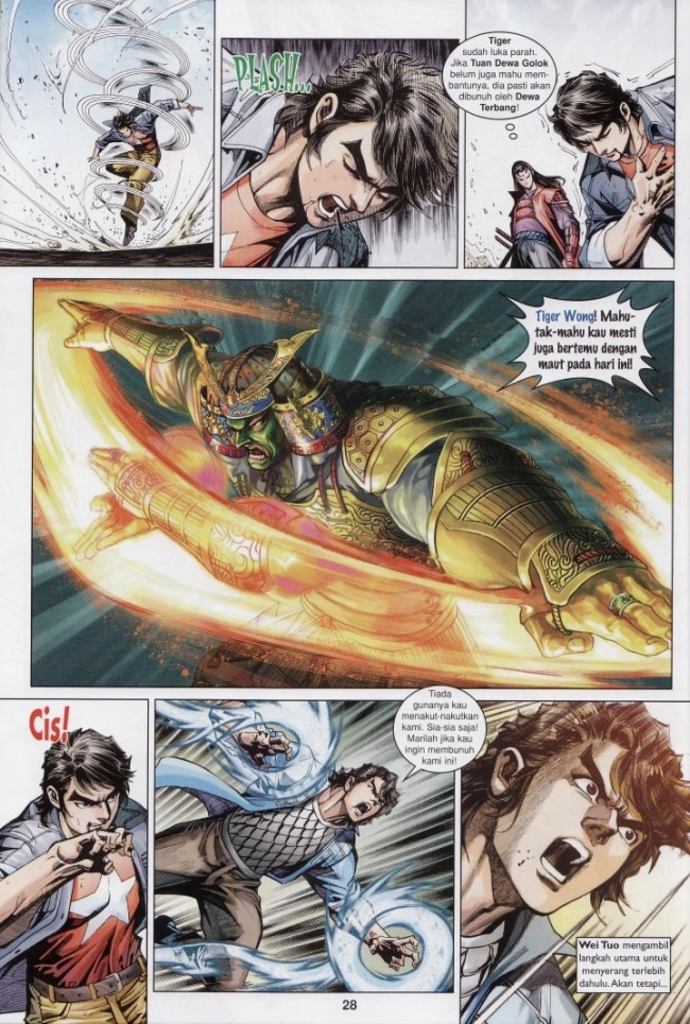 PLASH...
Tiger
sudah luka parah.
Jika Tuan Dewa Golok
belum juga mahu mem-
bantunya, dia pasti akan
dibunuh oleh Dewa
Terbang!
Tiger Wong! Mahu-
tak-mahu kau mesti
juga bertemu dengan
maut pada hari ini!
Cis!
Tiada
gunanya kau
menakut-nakutkan
kami. Sia-sia saja!
Marilah jika kau
ingin membunuh
kami ini!
Wei Tuo mengambil
langkah utama untuk
menyerang terlebih
dahulu. Akan tetapi...
28